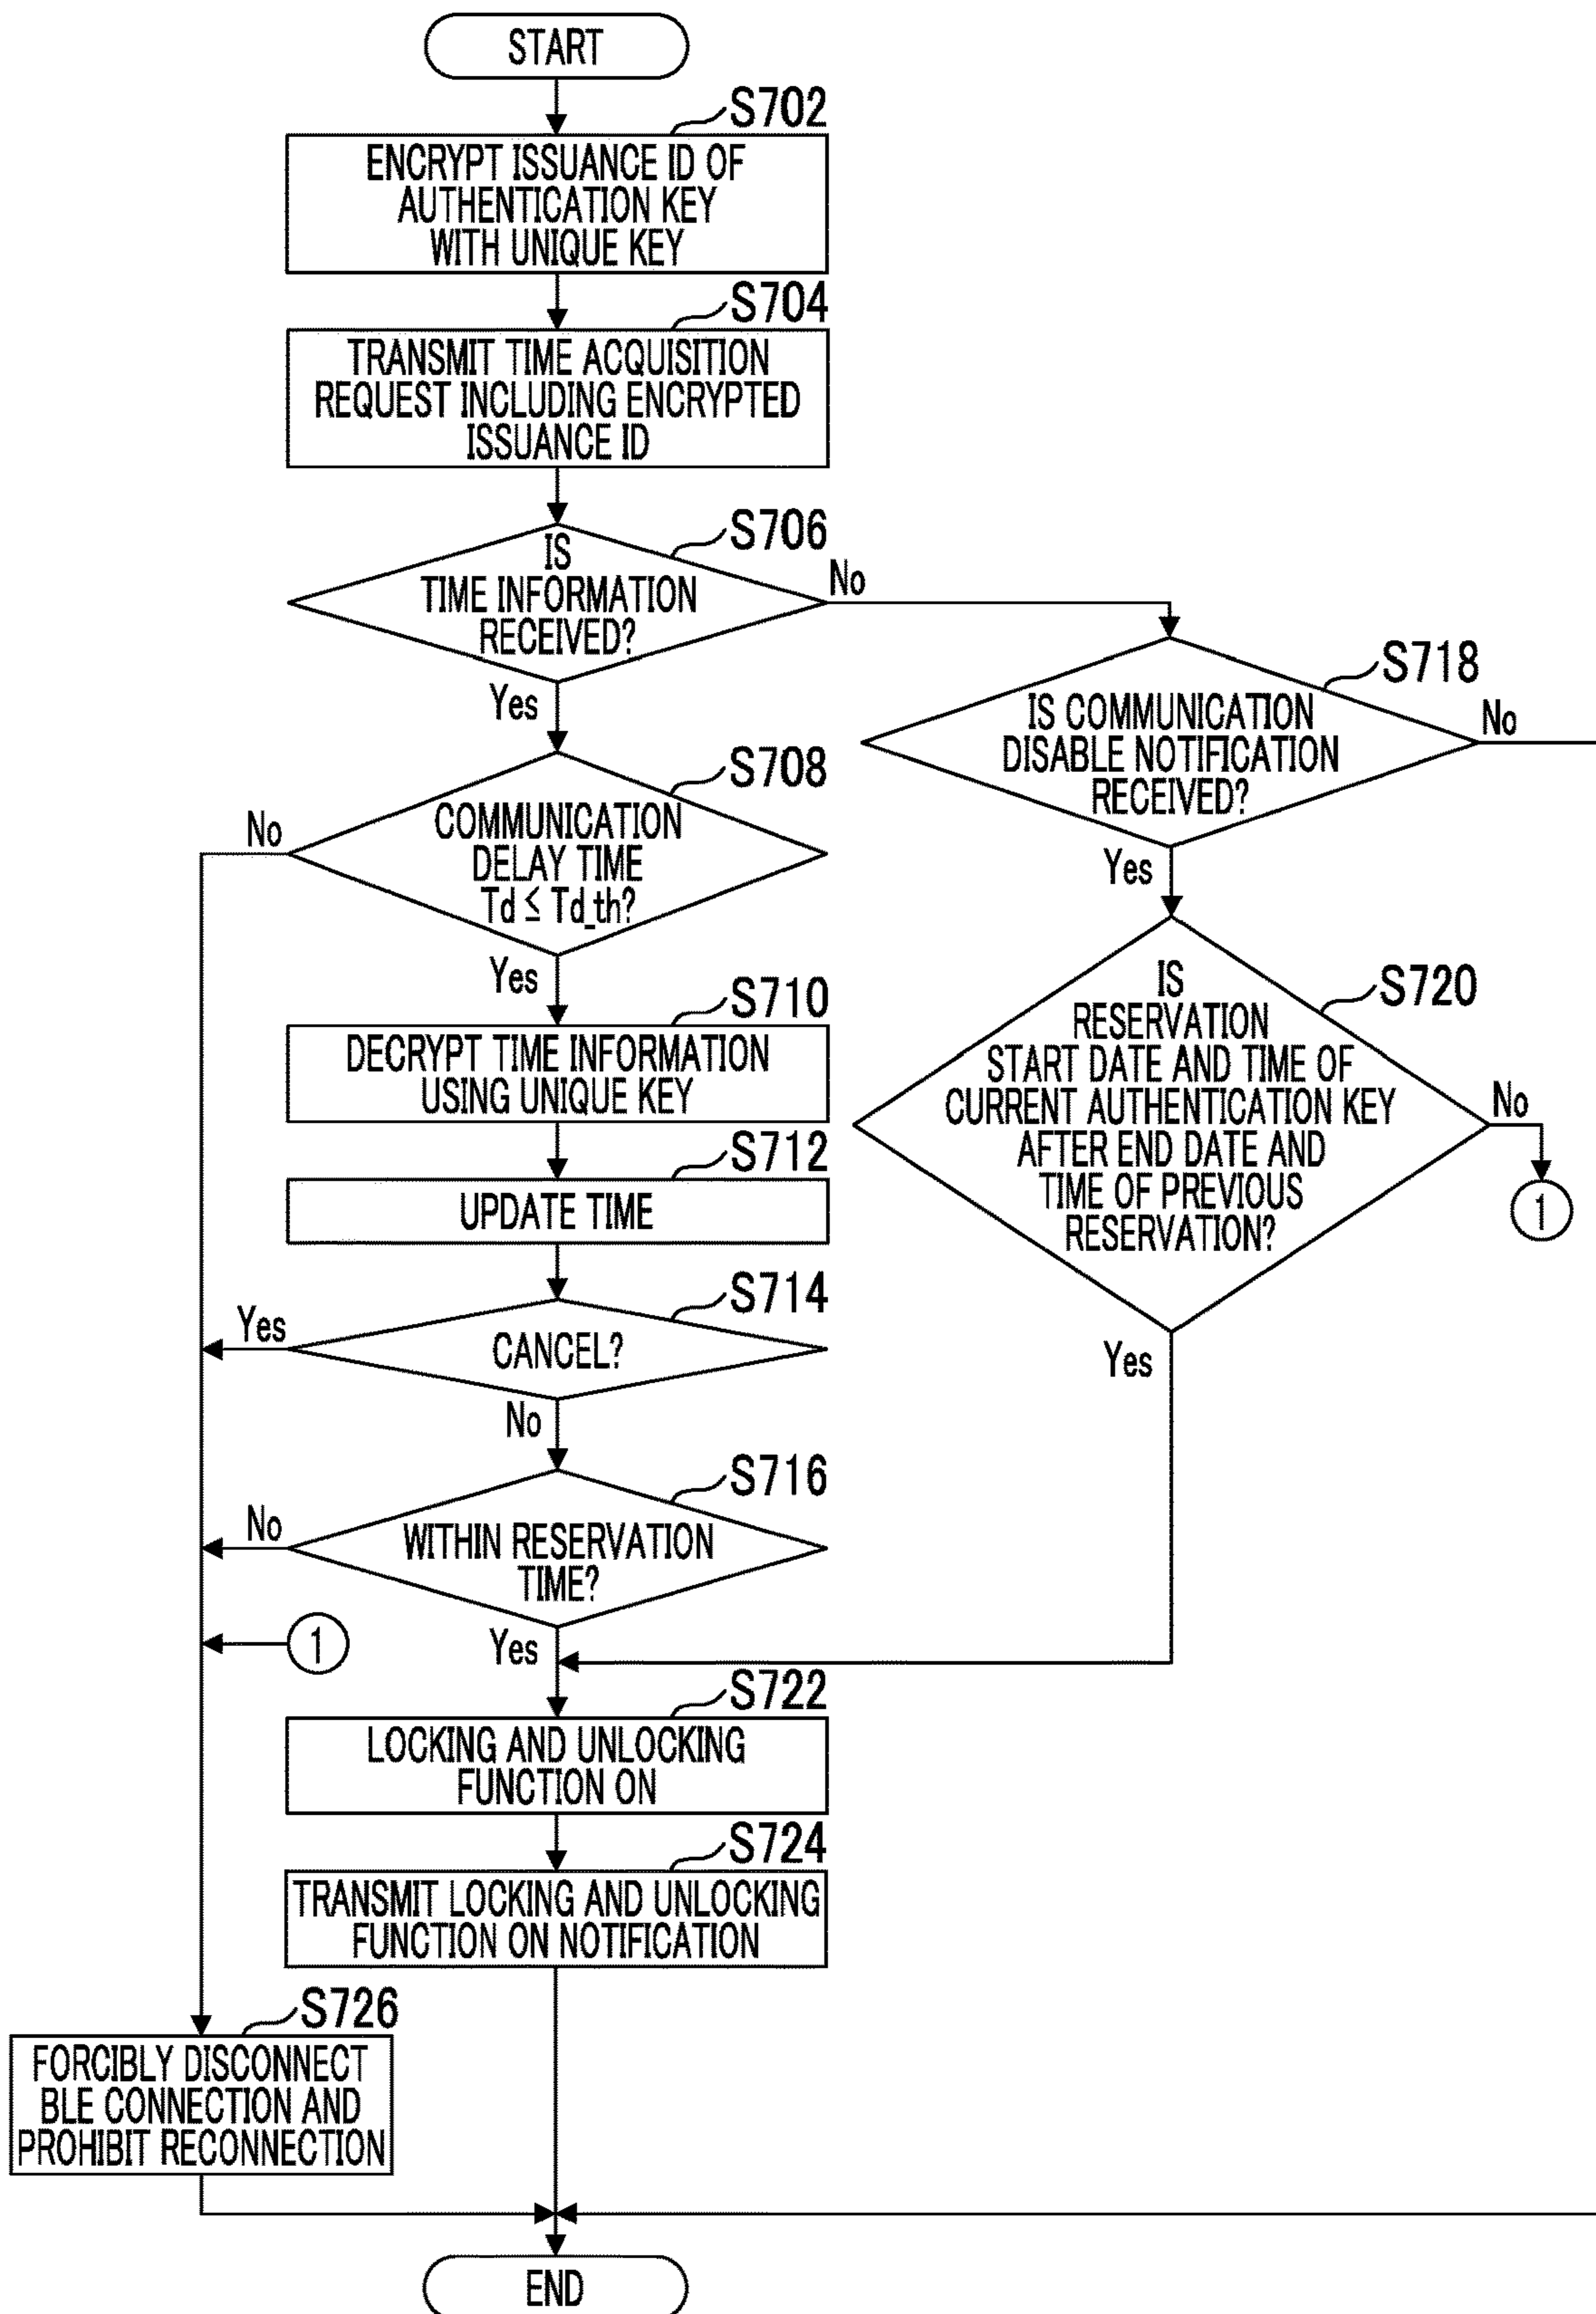 START
S702
ENCRYPT ISSUANCE ID OF
AUTHENTICATION KEY
WITH UNIQUE KEY
S704
TRANSMIT TIME ACQUISITION
REQUEST INCLUDING ENCRYPTED
ISSUANCE ID
S706
IS
TIME INFORMATION
RECEIVED?
No
Yes
S718
IS COMMUNICATION
DISABLE NOTIFICATION
RECEIVED?
No
Yes
S708
COMMUNICATION
DELAY TIME
Td ≤ Td_th?
No
Yes
S720
IS
RESERVATION
START DATE AND TIME OF
CURRENT AUTHENTICATION KEY
AFTER END DATE AND
TIME OF PREVIOUS
RESERVATION?
No
1
Yes
S710
DECRYPT TIME INFORMATION
USING UNIQUE KEY
S712
UPDATE TIME
S714
CANCEL?
Yes
No
S716
WITHIN RESERVATION
TIME?
No
Yes
1
S722
LOCKING AND UNLOCKING
FUNCTION ON
S724
TRANSMIT LOCKING AND UNLOCKING
FUNCTION ON NOTIFICATION
S726
FORCIBLY DISCONNECT
BLE CONNECTION AND
PROHIBIT RECONNECTION
END